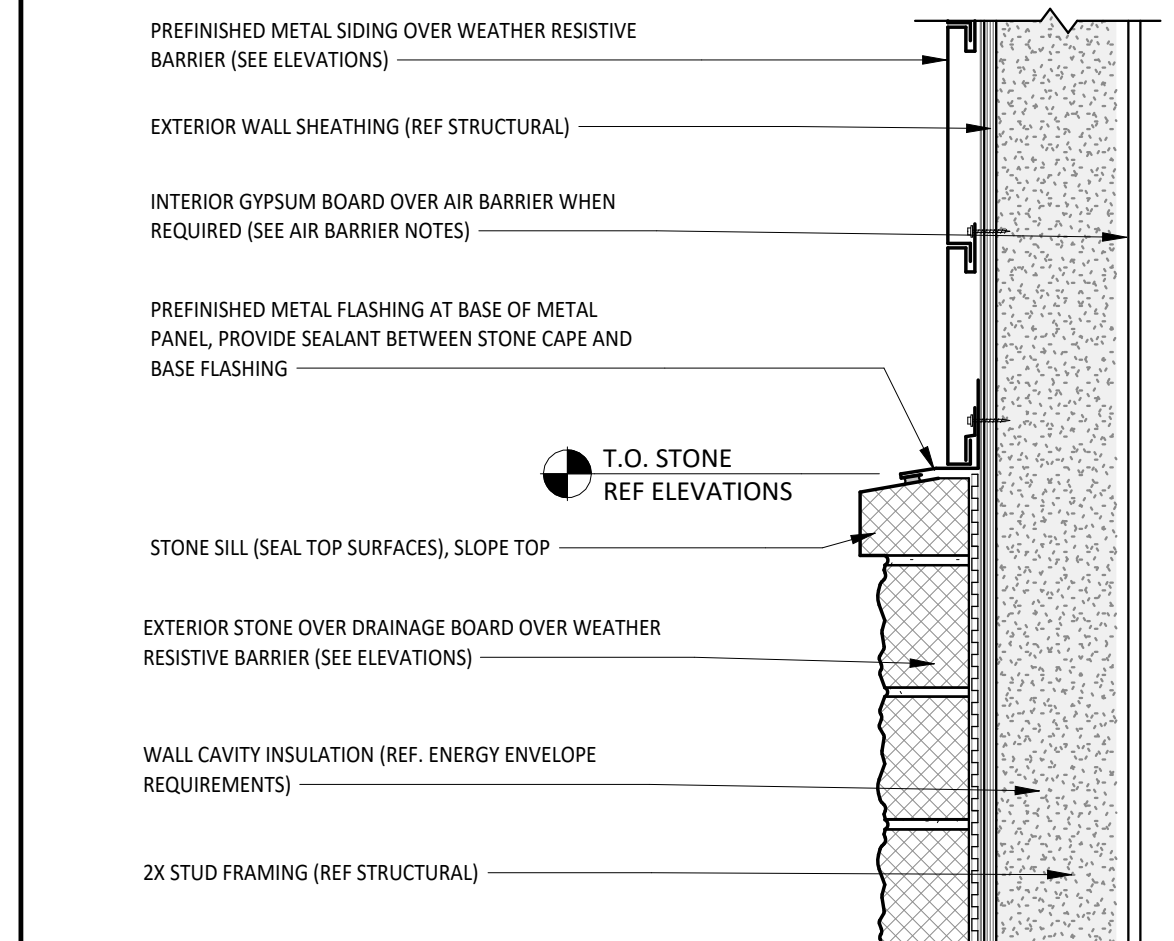 PREFINISHED METAL SIDING OVER WEATHER RESISTIVE
BARRIER (SEE ELEVATIONS)
EXTERIOR WALL SHEATHING (REF STRUCTURAL)
INTERIOR GYPSUM BOARD OVER AIR BARRIER WHEN
REQUIRED (SEE AIR BARRIER NOTES)
PREFINISHED METAL FLASHING AT BASE OF METAL
PANEL, PROVIDE SEALANT BETWEEN STONE CAPE AND
BASE FLASHING
T.O. STONE
REF ELEVATIONS
STONE SILL (SEAL TOP SURFACES), SLOPE TOP
EXTERIOR STONE OVER DRAINAGE BOARD OVER WEATHER
RESISTIVE BARRIER (SEE ELEVATIONS)
WALL CAVITY INSULATION (REF. ENERGY ENVELOPE
REQUIREMENTS)
2X STUD FRAMING (REF STRUCTURAL)